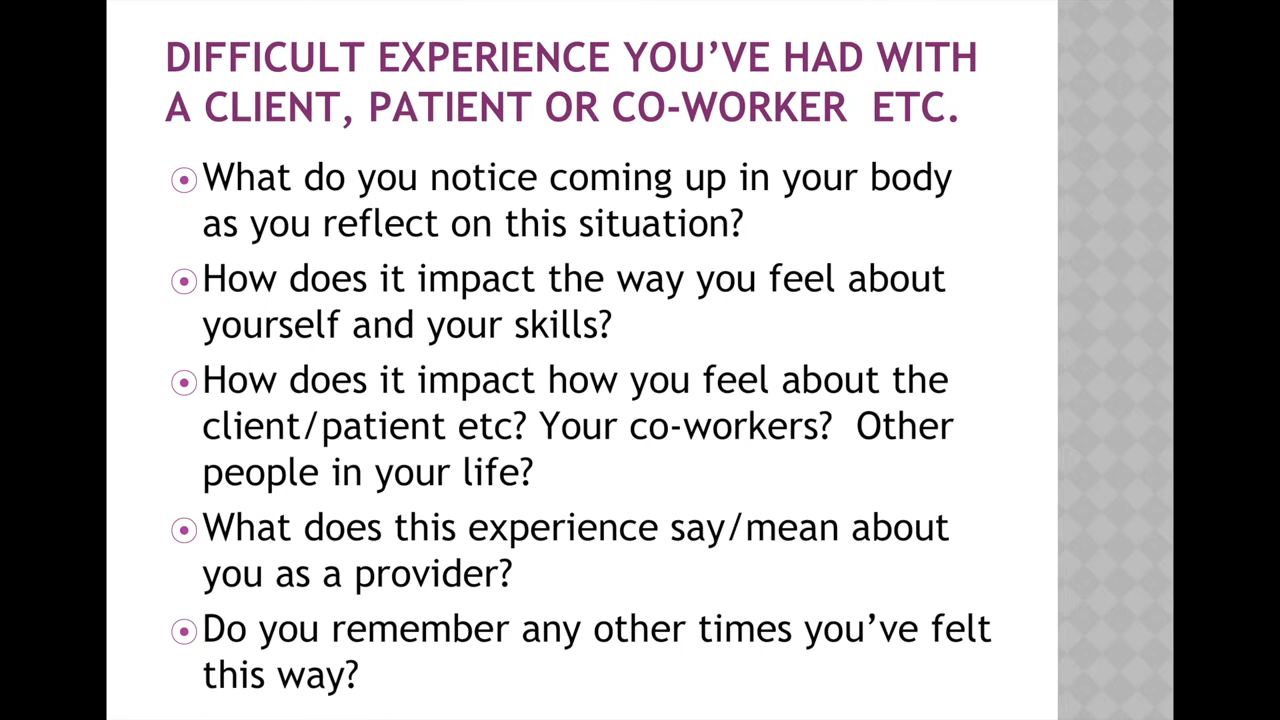 DIFFICULT EXPERIENCE YOU’VE HAD WITH
A CLIENT, PATIENT OR CO-WORKER  ETC.
What do you notice coming up in your body
as you reflect on this situation?
How does it impact the way you feel about
yourself and your skills?
How does it impact how you feel about the
client/patient etc? Your co-workers?  Other
people in your life?
What does this experience say/mean about
you as a provider?
Do you remember any other times you’ve felt
this way?